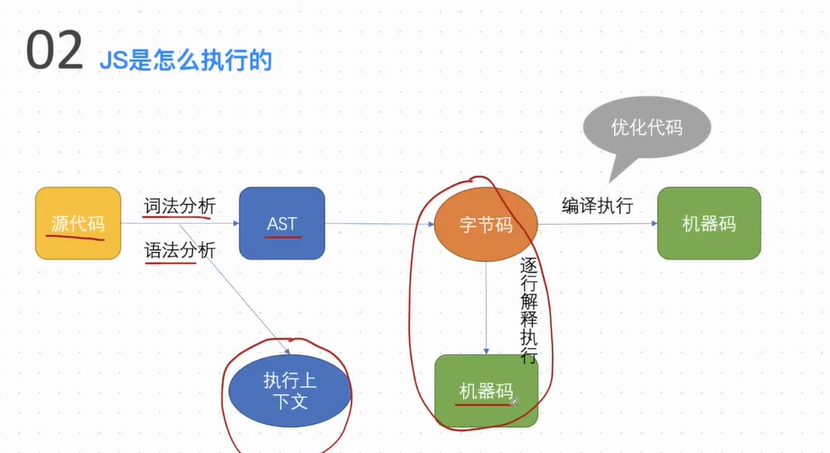 02 JS是怎么执行的
优化代码
源代码
词法分析
语法分析
AST
字节码
编译执行
机器码
逐行解释执行
执行上
下文
机器码